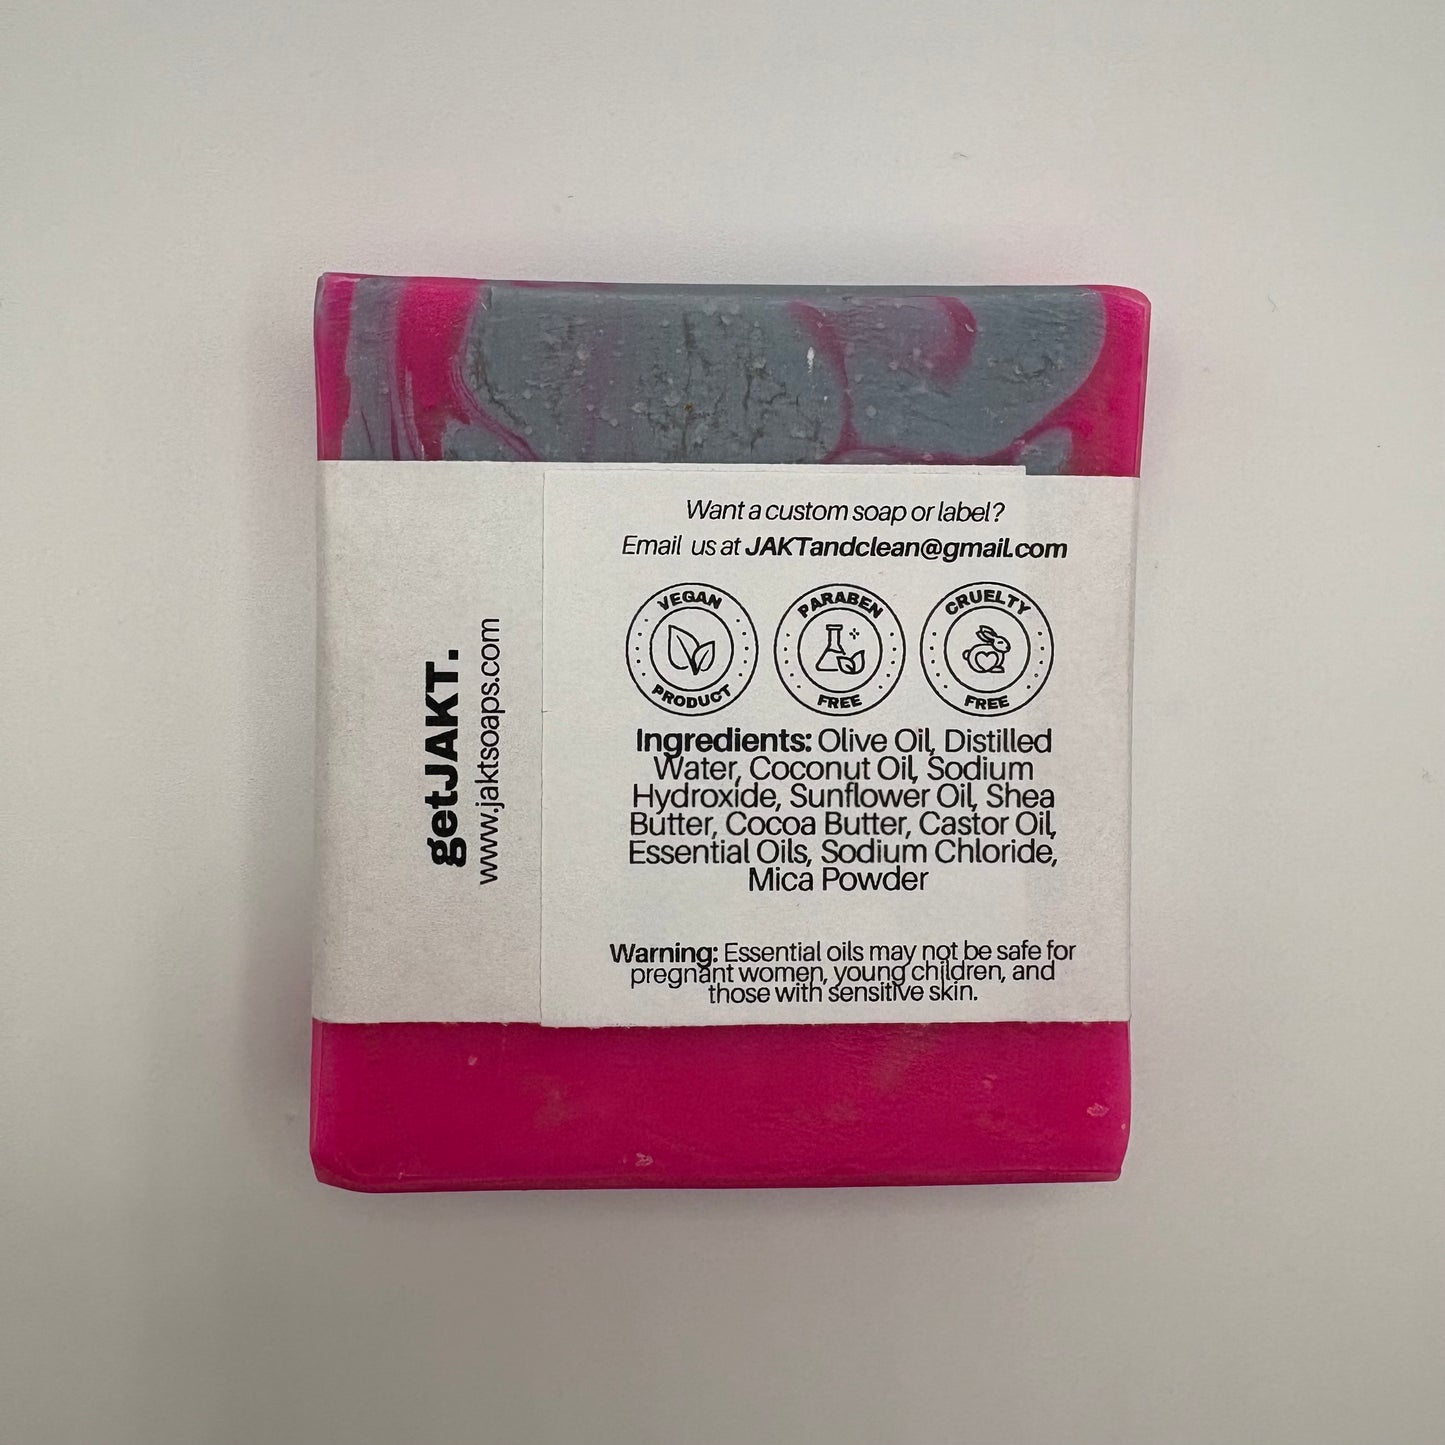 getJAKT.
www.jaktsoaps.com
Want a custom soap or label?
Email us at JAKTandclean@gmail.com
VEGAN
PRODUCT
PARABEN
FREE
CRUELTY
FREE
Ingredients: Olive Oil, Distilled
Water, Coconut Oil, Sodium
Hydroxide, Sunflower Oil, Shea
Butter, Cocoa Butter, Castor Oil,
Essential Oils, Sodium Chloride,
Mica Powder
Warning: Essential oils may not be safe for
pregnant women, young children, and
those with sensitive skin.